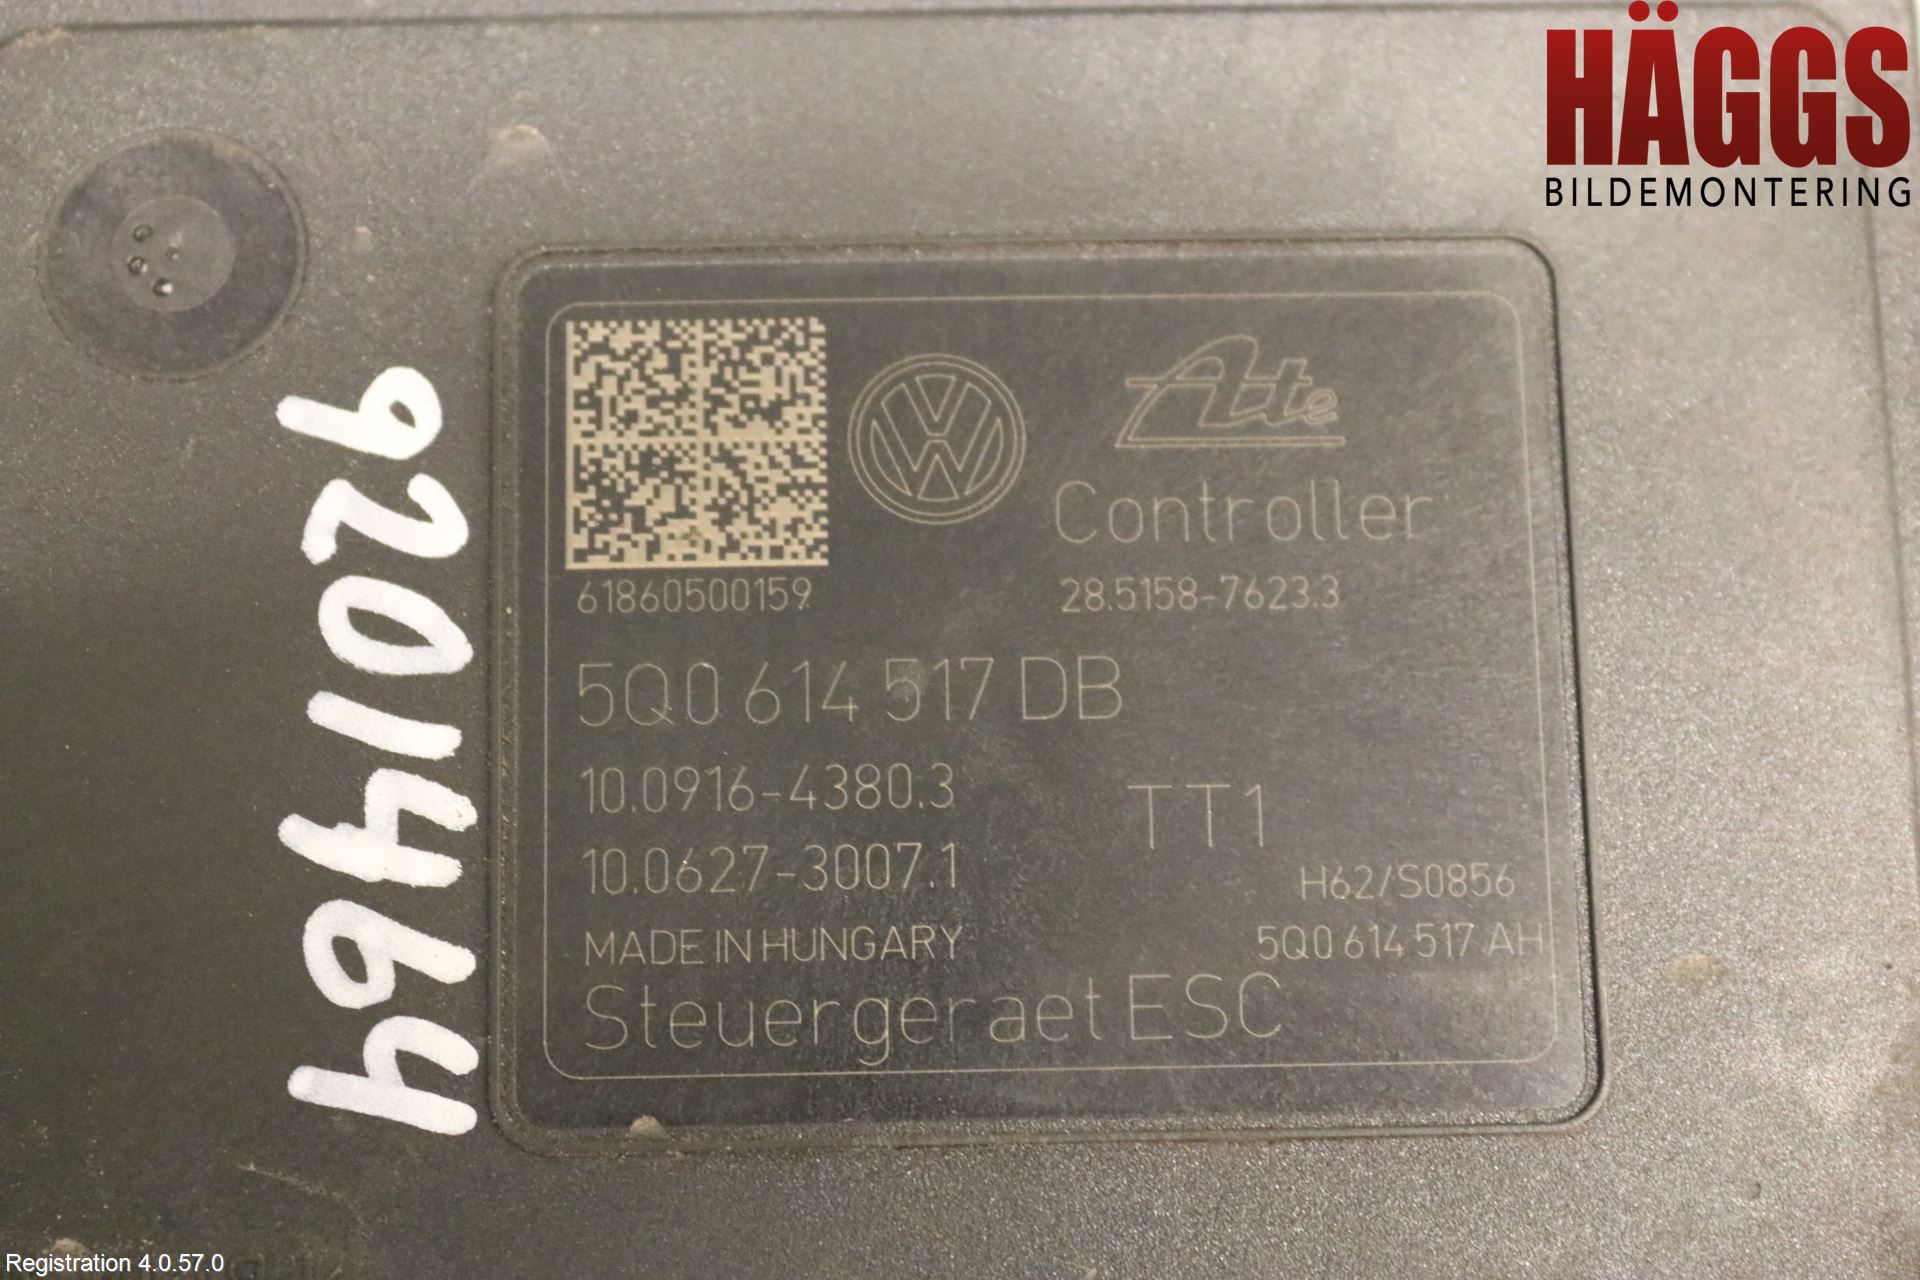 HÄGGS
BILDEMONTERING
9201464
Ate
Controller
61860500159
28.5158-7623.3
5Q0 614 517 DB
10.0916-4380.3
TT1
10.0627-3007.1
H62/S0856
MADE IN HUNGARY
5Q0 614 517 AH
Steuergeraet ESC
Registration 4.0.57.0